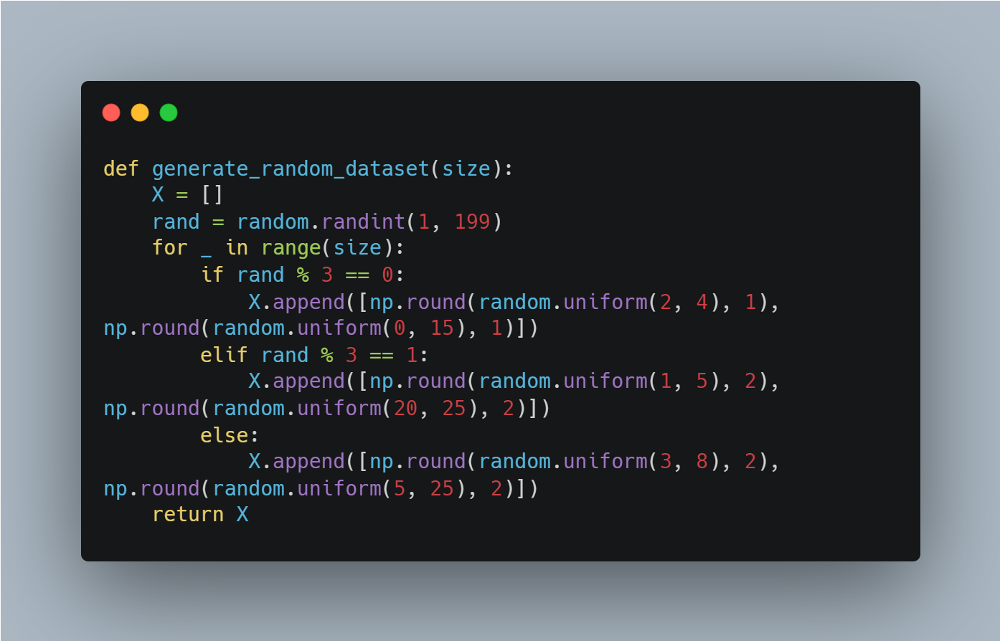 def generate_random_dataset(size):
    X = []
    rand = random.randint(1, 199)
    for _ in range(size):
        if rand % 3 == 0:
            X.append([np.round(random.uniform(2, 4), 1),
np.round(random.uniform(0, 15), 1)])
        elif rand % 3 == 1:
            X.append([np.round(random.uniform(1, 5), 2),
np.round(random.uniform(20, 25), 2)])
        else:
            X.append([np.round(random.uniform(3, 8), 2),
np.round(random.uniform(5, 25), 2)])
    return X